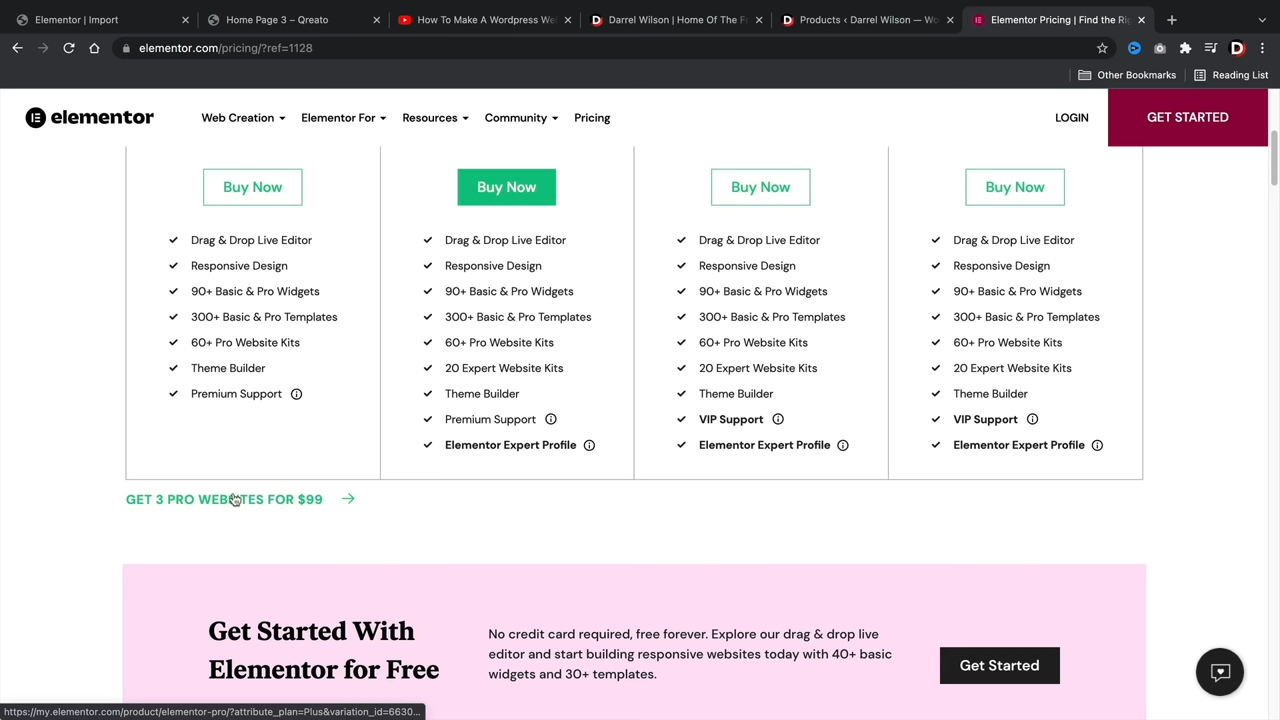 Elementor | Import
Home Page 3 – Qreato
How To Make A Wordpress We
Darrel Wilson | Home Of The F
Products ‹ Darrel Wilson — Wo
Elementor Pricing | Find the Ri
elementor.com/pricing/?ref=1128
Other Bookmarks
Reading List
elementor
Web Creation
Elementor For
Resources
Community
Pricing
LOGIN
GET STARTED
Buy Now
Drag & Drop Live Editor
Responsive Design
90+ Basic & Pro Widgets
300+ Basic & Pro Templates
60+ Pro Website Kits
Theme Builder
Premium Support
Buy Now
Drag & Drop Live Editor
Responsive Design
90+ Basic & Pro Widgets
300+ Basic & Pro Templates
60+ Pro Website Kits
20 Expert Website Kits
Theme Builder
Premium Support
Elementor Expert Profile
Buy Now
Drag & Drop Live Editor
Responsive Design
90+ Basic & Pro Widgets
300+ Basic & Pro Templates
60+ Pro Website Kits
20 Expert Website Kits
Theme Builder
VIP Support
Elementor Expert Profile
Buy Now
Drag & Drop Live Editor
Responsive Design
90+ Basic & Pro Widgets
300+ Basic & Pro Templates
60+ Pro Website Kits
20 Expert Website Kits
Theme Builder
VIP Support
Elementor Expert Profile
GET 3 PRO WEBSITES FOR $99
Get Started With
Elementor for Free
No credit card required, free forever. Explore our drag & drop live
editor and start building responsive websites today with 40+ basic
widgets and 30+ templates.
Get Started
https://my.elementor.com/product/elementor-pro/?attribute_plan=Plus&variation_id=6630...